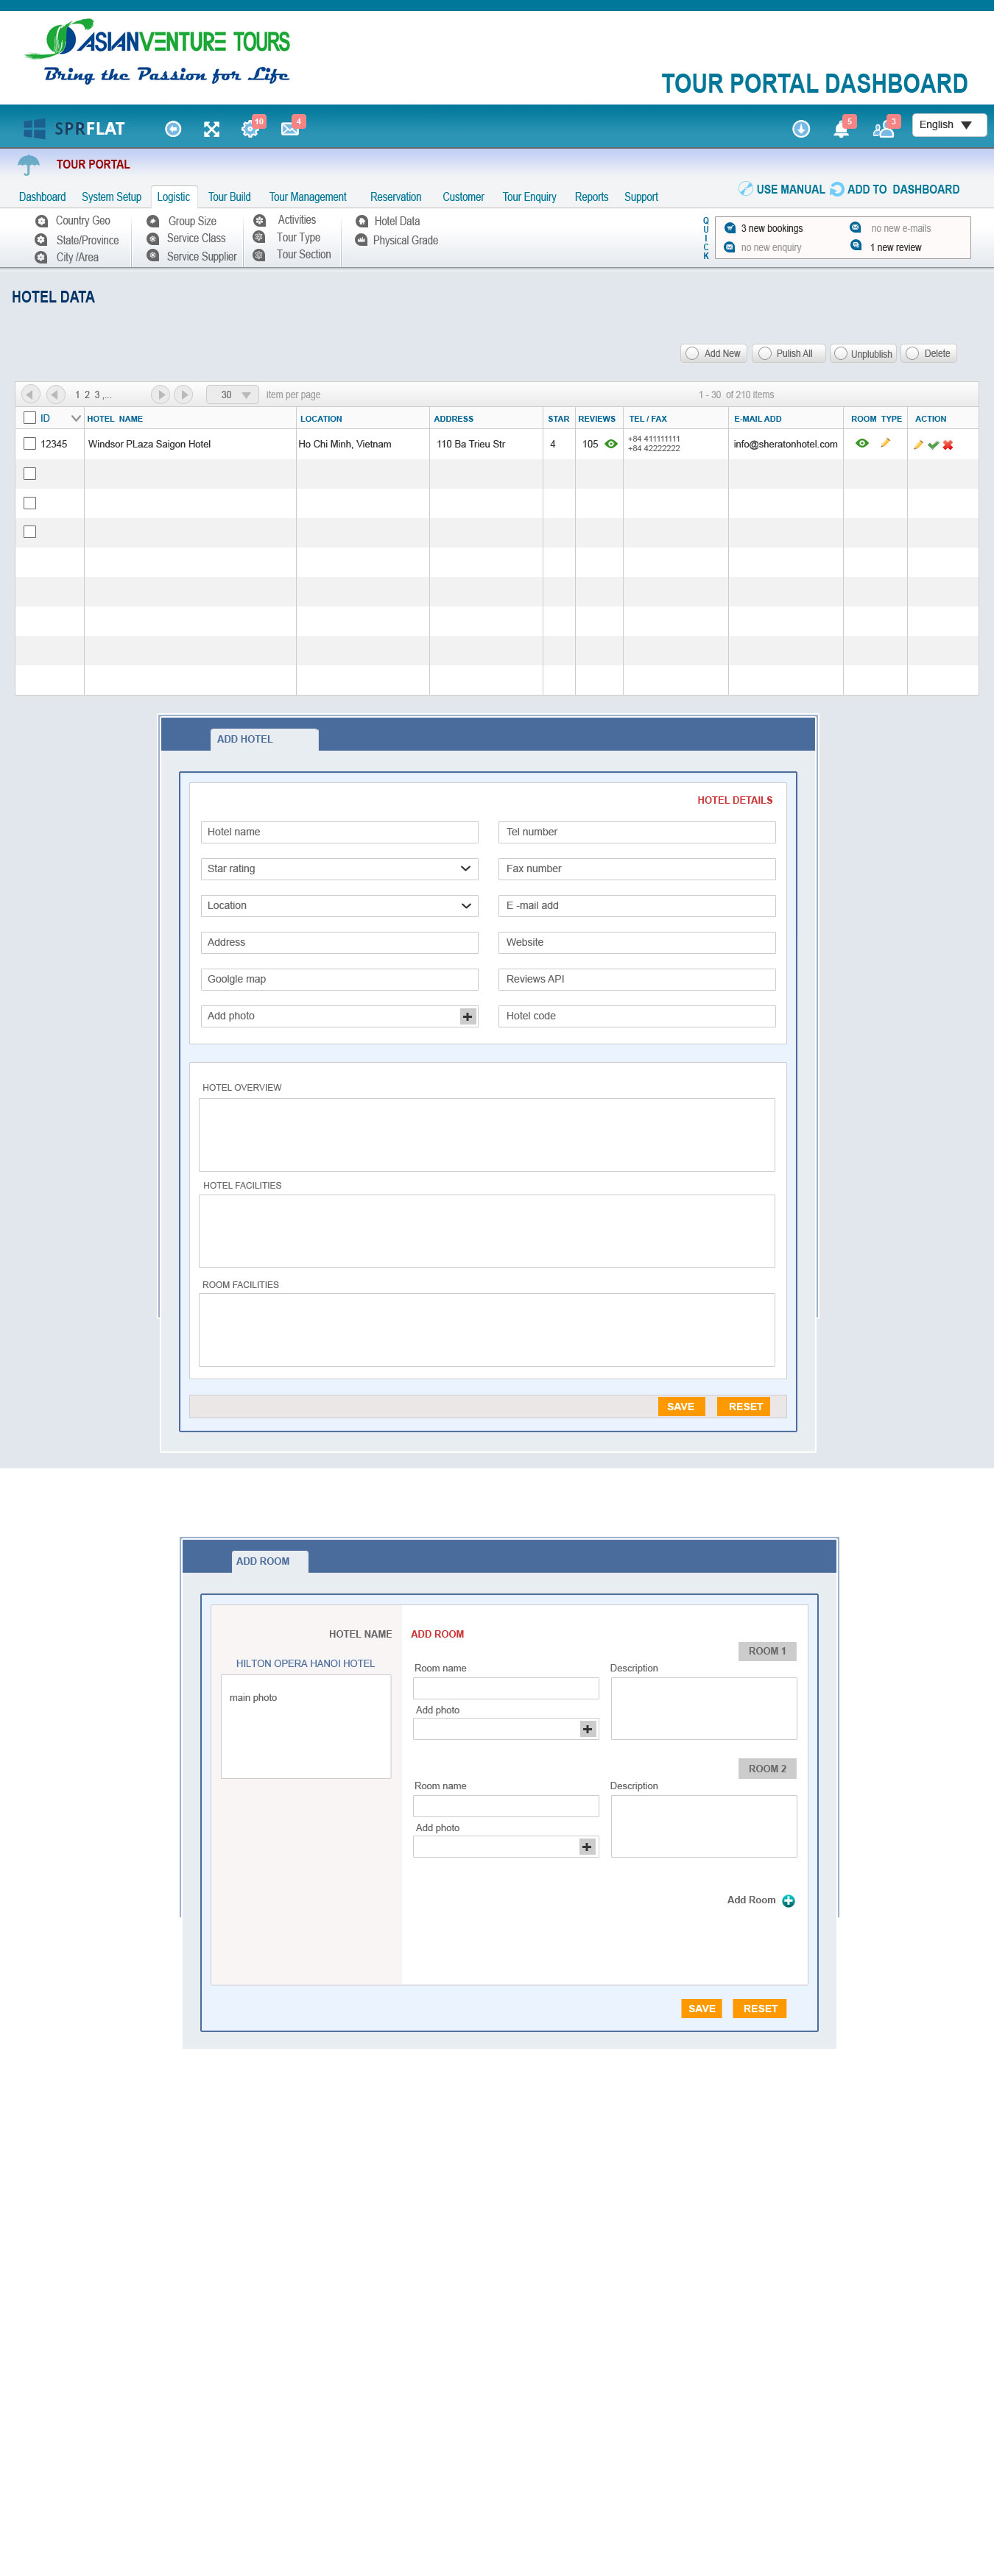 ASIANVENTURE TOURS
Bring the Passion for Life
TOUR PORTAL DASHBOARD
SPRFLAT
10
4
5
3
English
TOUR PORTAL
Dashboard System Setup Logistic Tour Build Tour Management Reservation Customer Tour Enquiry Reports Support
USE MANUAL ADD TO DASHBOARD
Country Geo Group Size Activities Hotel Data
State/Province Service Class Tour Type Physical Grade
City /Area Service Supplier Tour Section
QUICK
3 new bookings no new e-mails
no new enquiry 1 new review
HOTEL DATA
Add New Pulish All Unplublish Delete
1 2 3 ,... 30 item per page 1 - 30 of 210 items
ID HOTEL NAME LOCATION ADDRESS STAR REVIEWS TEL / FAX E-MAIL ADD ROOM TYPE ACTION
12345 Windsor PLaza Saigon Hotel Ho Chi Minh, Vietnam 110 Ba Trieu Str 4 105 +84 411111111 info@sheratonhotel.com
+84 42222222
ADD HOTEL
HOTEL DETAILS
Hotel name Tel number
Star rating Fax number
Location E -mail add
Address Website
Goolgle map Reviews API
Add photo Hotel code
HOTEL OVERVIEW
HOTEL FACILITIES
ROOM FACILITIES
SAVE RESET
ADD ROOM
HOTEL NAME ADD ROOM
ROOM 1
HILTON OPERA HANOI HOTEL Room name Description
main photo
Add photo
ROOM 2
Room name Description
Add photo
Add Room
SAVE RESET